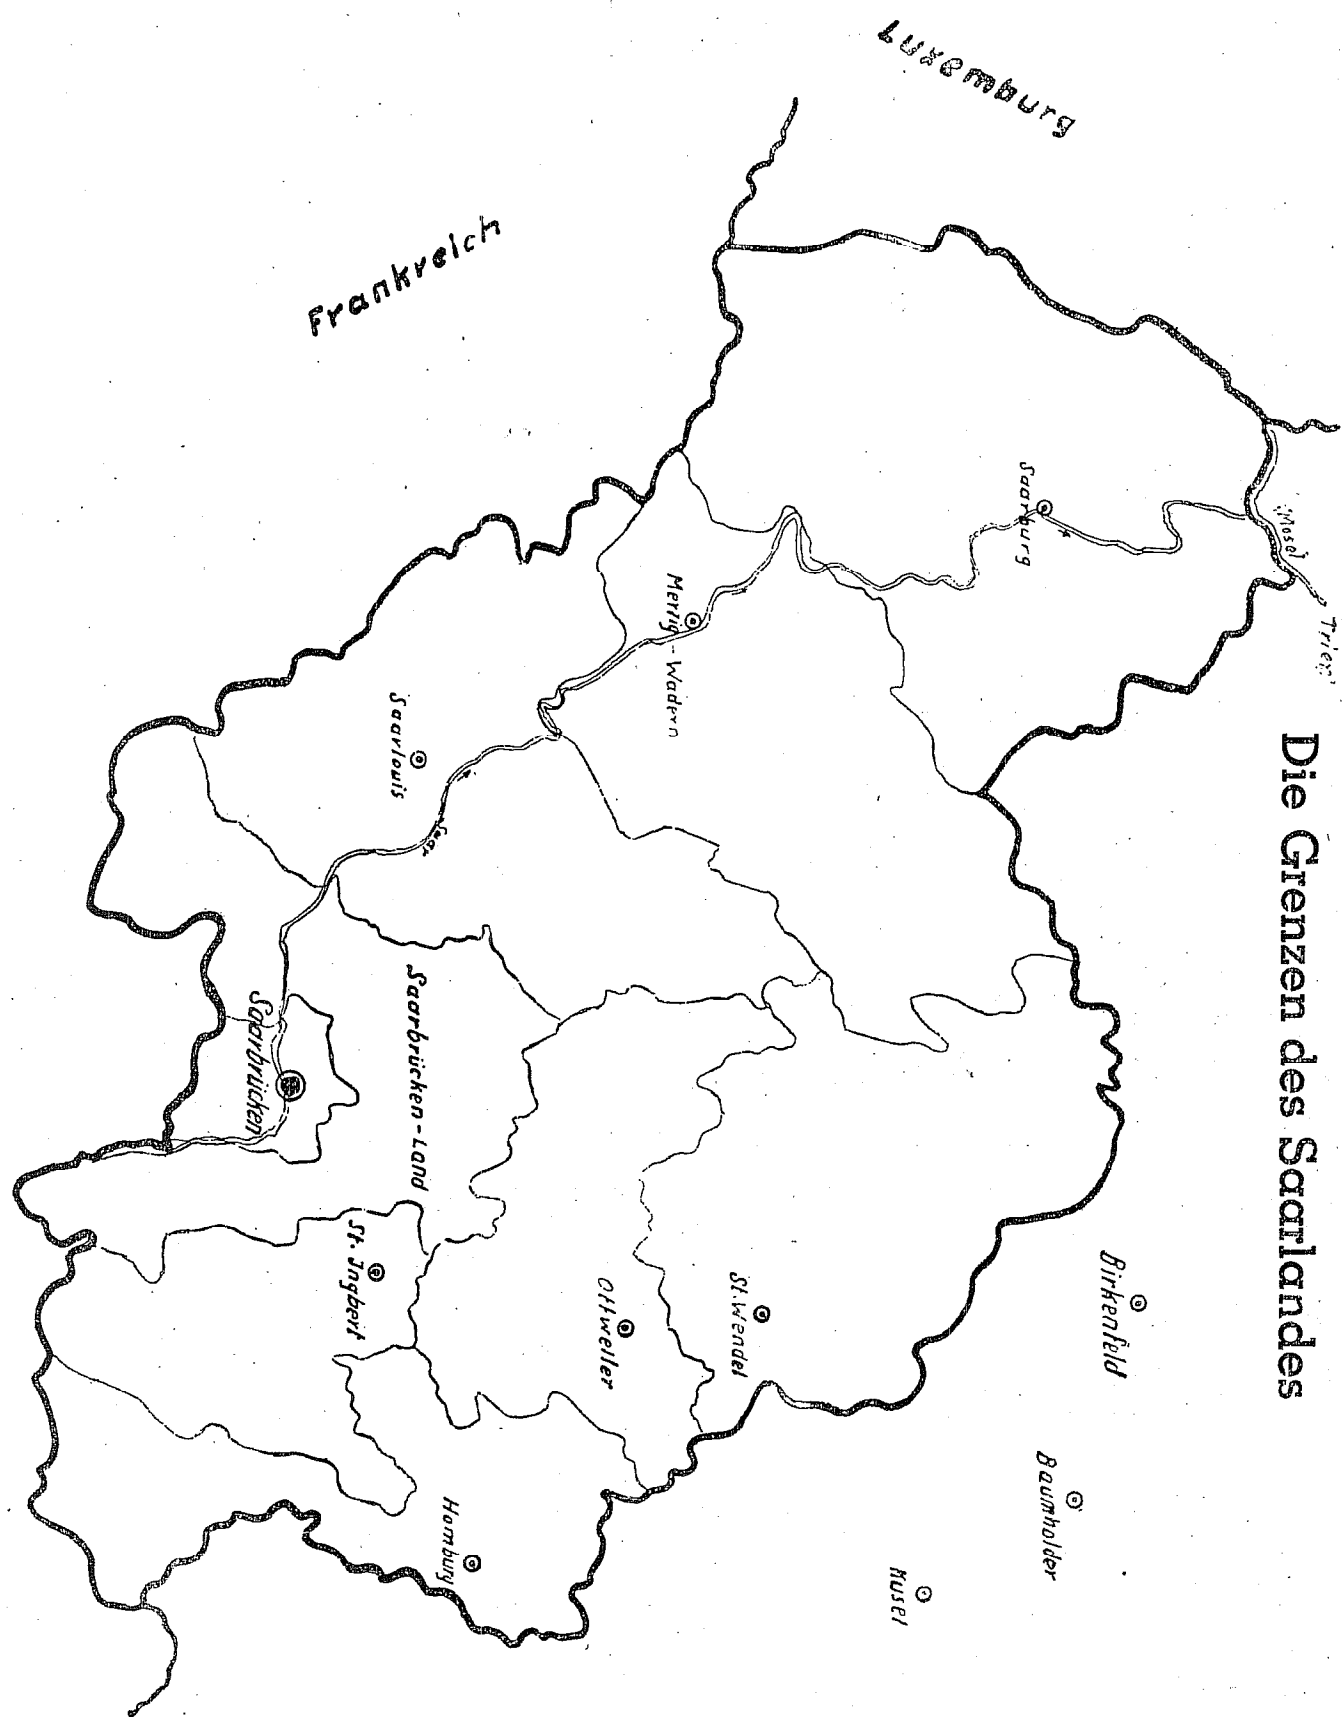 Die Grenzen des Saarlandes
Luxemburg
Frankreich
Mosel
Trier
Saarburg
Merzig-Wadern
Saarlouis
Saar
Saarbrücken-Land
Saarbrücken
St. Ingbert
Ottweiler
St. Wendel
Homburg
Birkenfeld
Baumholder
Kusel